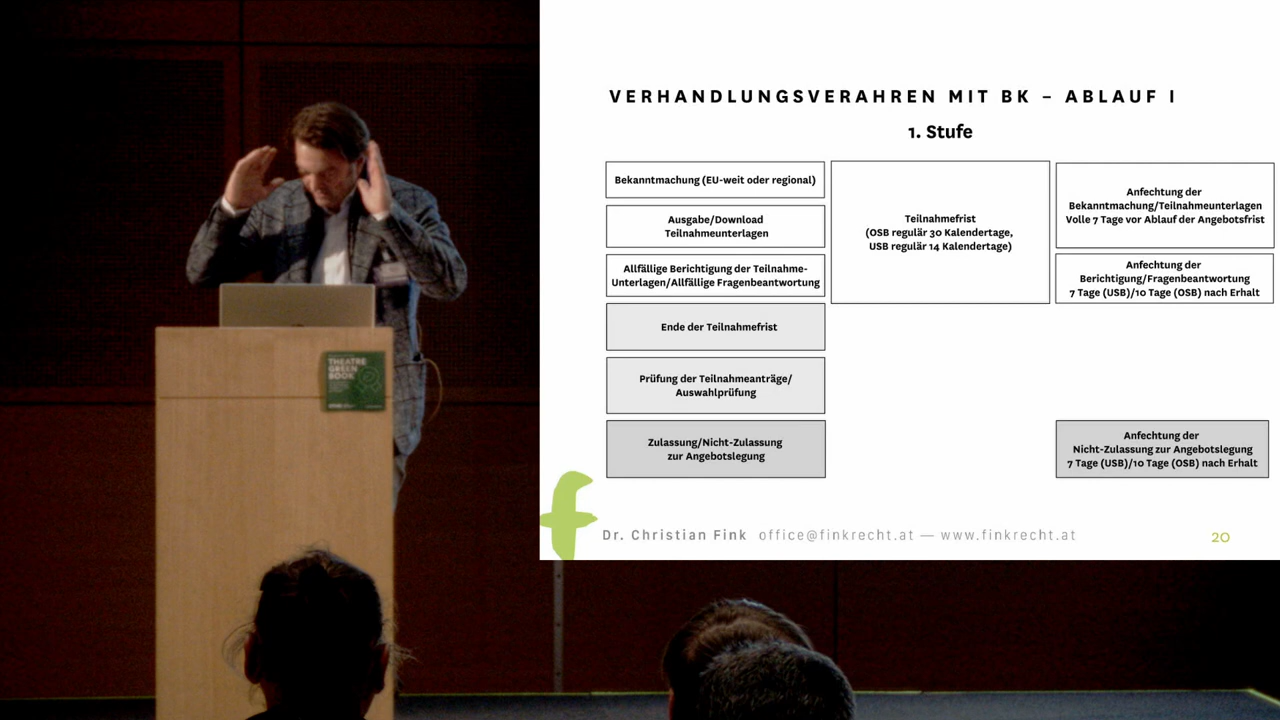 VERHANDLUNGSVERAHREN MIT BK – ABLAUF I
1. Stufe
Bekanntmachung (EU-weit oder regional)
Ausgabe/Download
Teilnahmeunterlagen
Allfällige Berichtigung der Teilnahme-
Unterlagen/Allfällige Fragenbeantwortung
Ende der Teilnahmefrist
Prüfung der Teilnahmeanträge/
Auswahlprüfung
Zulassung/Nicht-Zulassung
zur Angebotslegung
Teilnahmefrist
(OSB regulär 30 Kalendertage,
USB regulär 14 Kalendertage)
Anfechtung der
Bekanntmachung/Teilnahmeunterlagen
Volle 7 Tage vor Ablauf der Angebotsfrist
Anfechtung der
Berichtigung/Fragenbeantwortung
7 Tage (USB)/10 Tage (OSB) nach Erhalt
Anfechtung der
Nicht-Zulassung zur Angebotslegung
7 Tage (USB)/10 Tage (OSB) nach Erhalt
Dr. Christian Fink office@finkrecht.at — www.finkrecht.at
20
THEATRE
GREEN
BOOK